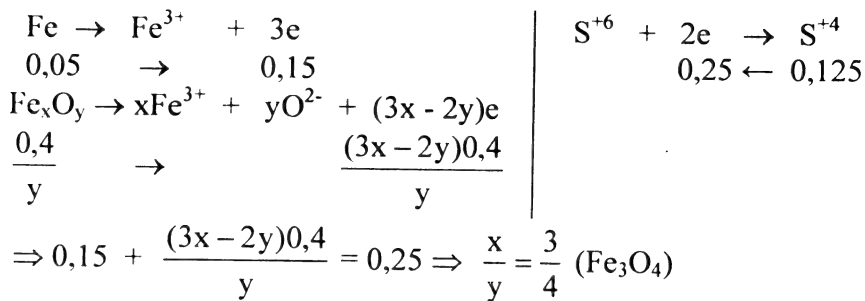 Fe → Fe³⁺ + 3e
0,05 → 0,15
FeₓOᵧ → xFe³⁺ + yO²⁻ + (3x - 2y)e
0,4/y → (3x – 2y)0,4/y
S⁺⁶ + 2e → S⁺⁴
0,25 ← 0,125
⇒ 0,15 + (3x – 2y)0,4/y = 0,25 ⇒ x/y = 3/4 (Fe₃O₄)